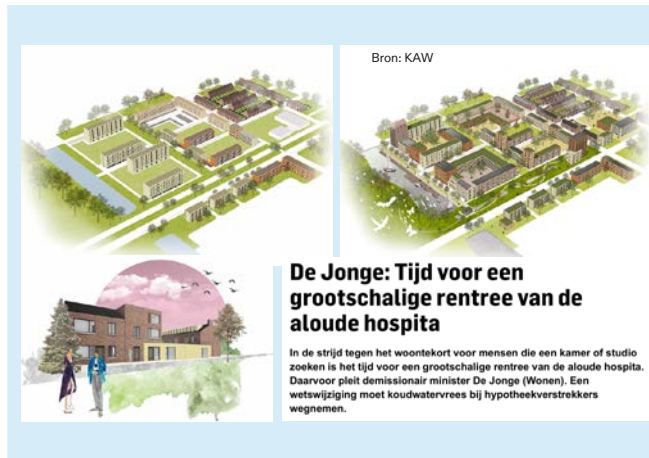 Bron: KAW
De Jonge: Tijd voor een
grootschalige rentree van de
aloude hospita
In de strijd tegen het woontekort voor mensen die een kamer of studio
zoeken is het tijd voor een grootschalige rentree van de aloude hospita.
Daarvoor pleit demissionair minister De Jonge (Wonen). Een
wetswijziging moet koudwatervrees bij hypotheekverstrekkers
wegnemen.